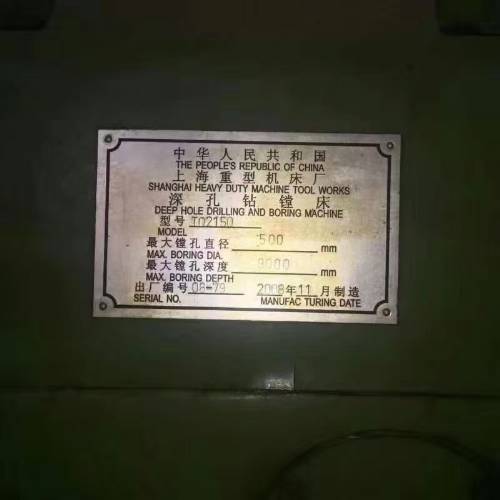 中华人民共和国
THE PEOPLE'S REPUBLIC OF CHINA
上海重型机床厂
SHANGHAI HEAVY DUTY MACHINE TOOL WORKS
深孔钻镗床
DEEP HOLE DRILLING AND BORING MACHINE
型号 T02150
MODEL
最大镗孔直径 500 mm
MAX. BORING DIA.
最大镗孔深度 9000 mm
MAX. BORING DEPTH
出厂编号 08-79 2008年11月制造
SERIAL NO. MANUFAC TURING DATE